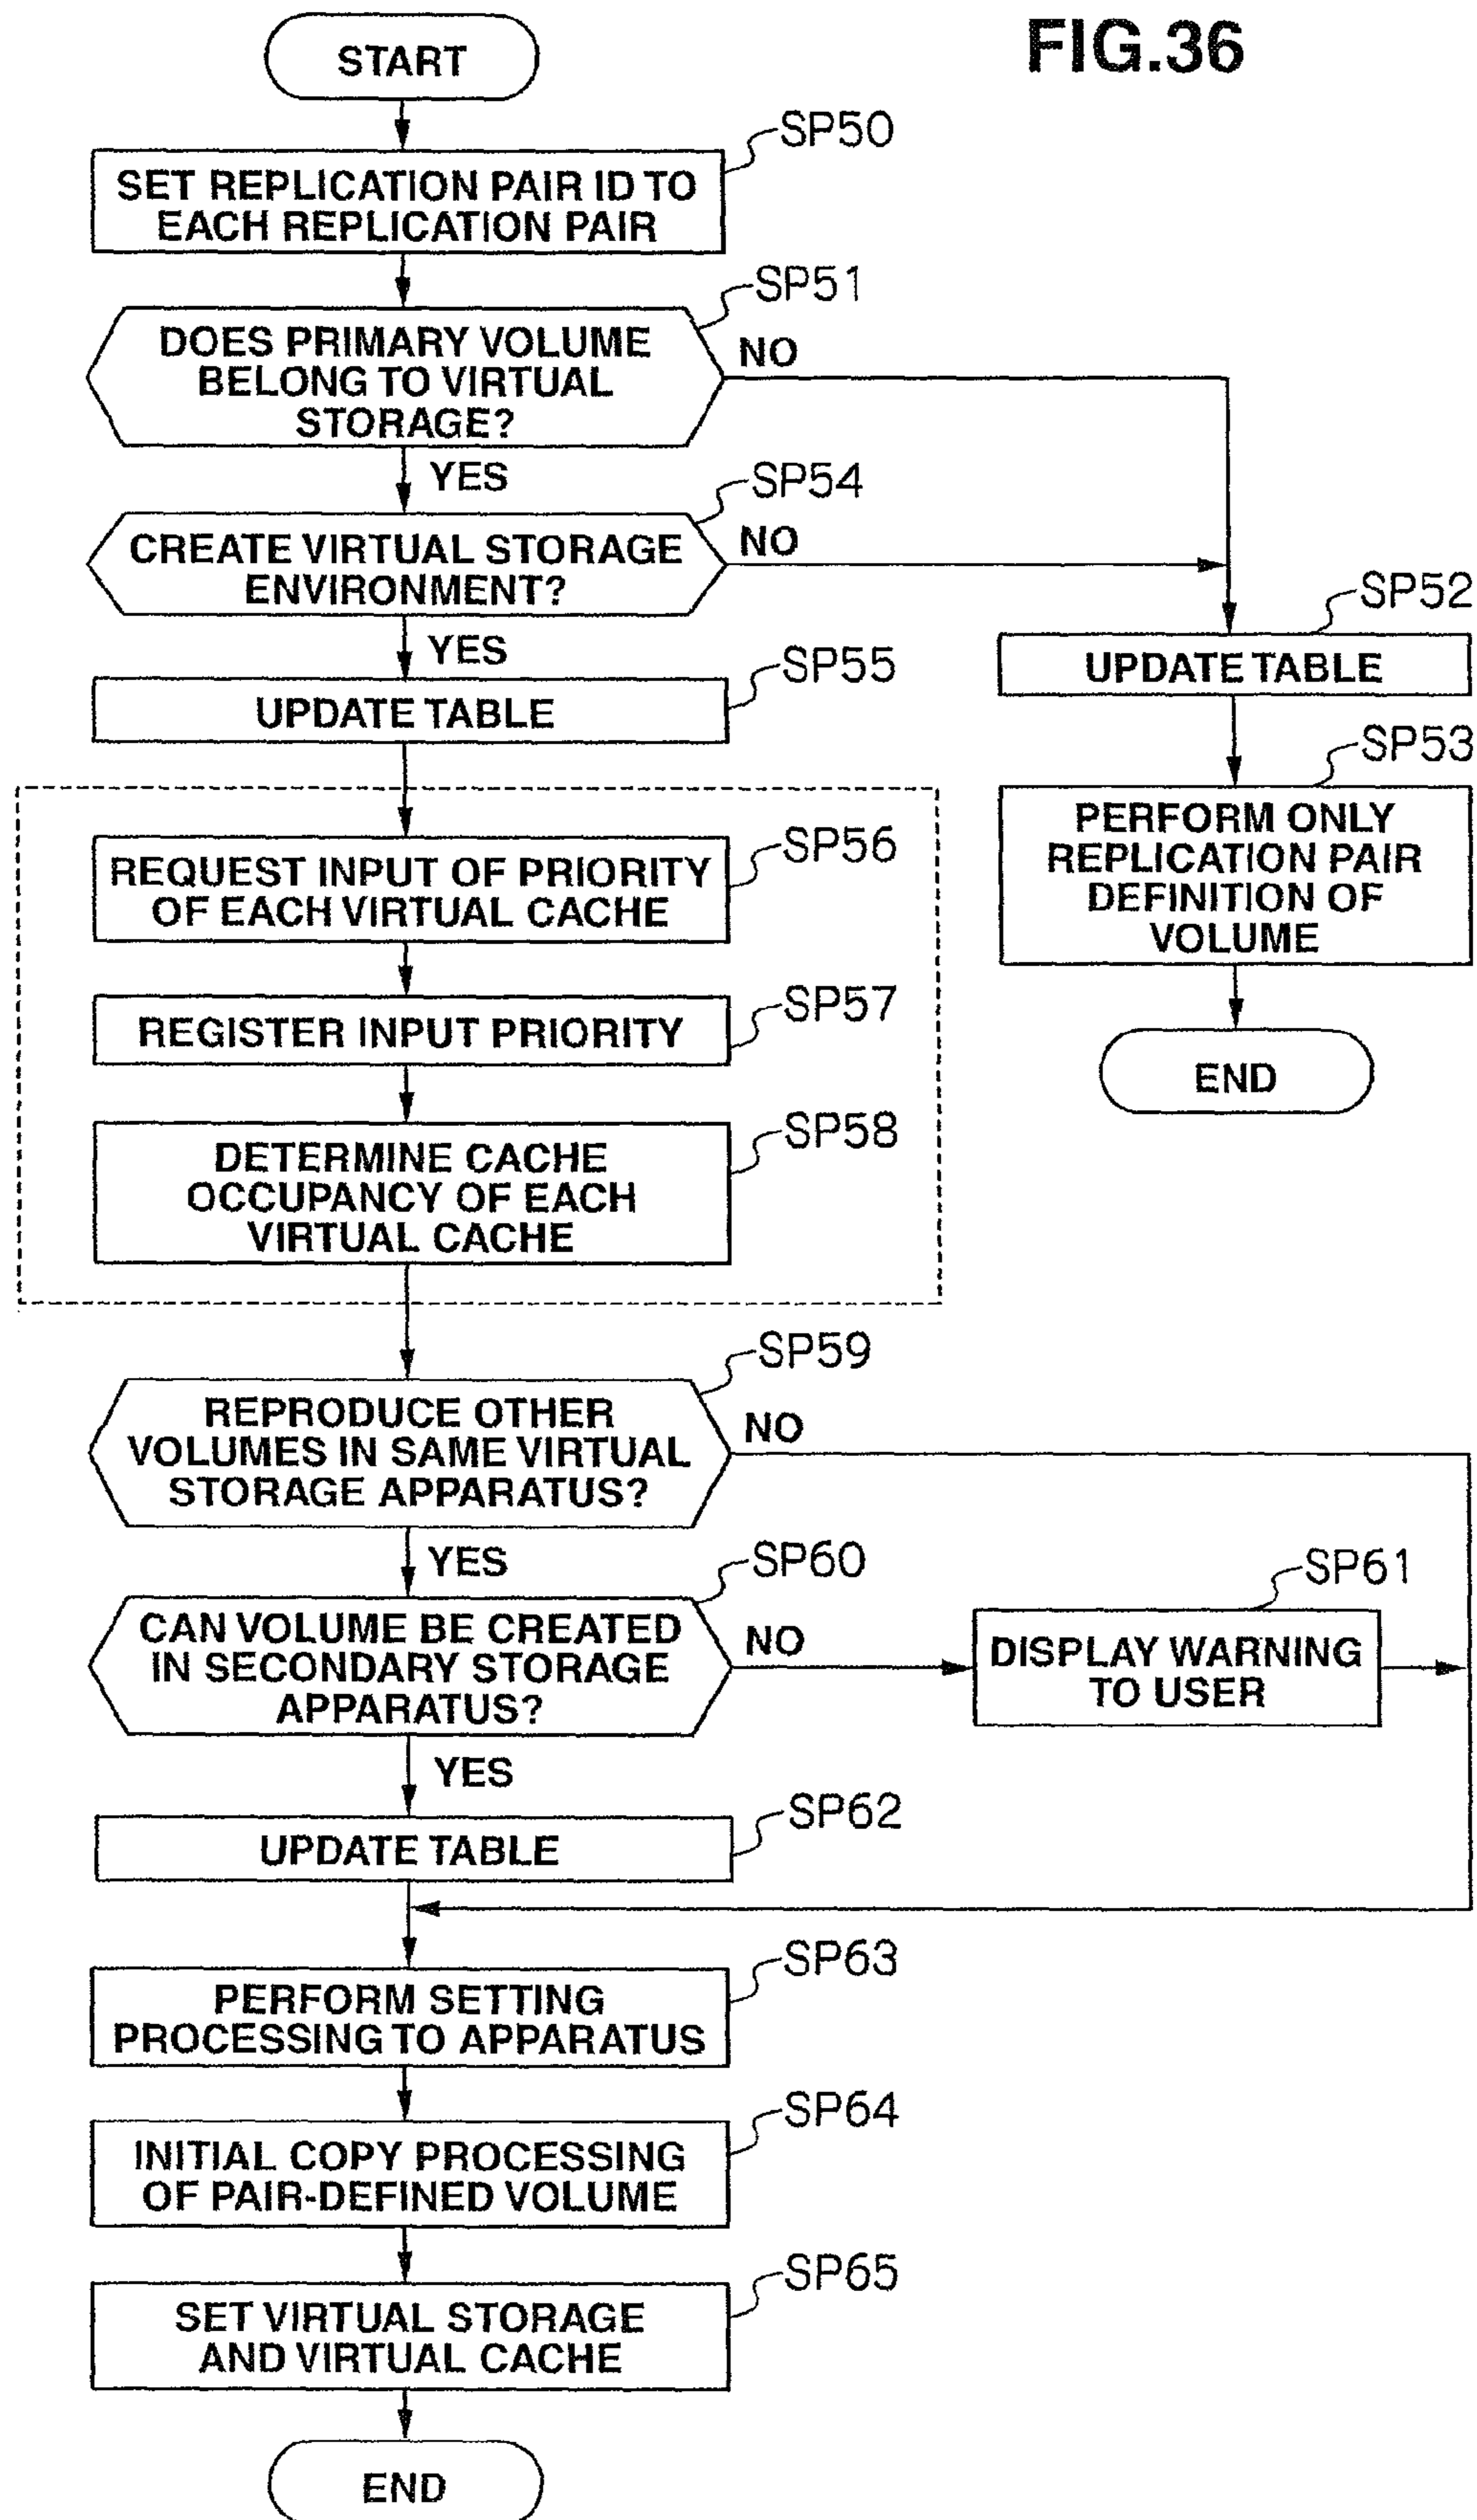 FIG.36
START
SP50
SET REPLICATION PAIR ID TO
EACH REPLICATION PAIR
SP51
DOES PRIMARY VOLUME
BELONG TO VIRTUAL
STORAGE?
NO
YES
SP54
CREATE VIRTUAL STORAGE
ENVIRONMENT?
NO
YES
SP52
UPDATE TABLE
SP53
PERFORM ONLY
REPLICATION PAIR
DEFINITION OF
VOLUME
END
SP55
UPDATE TABLE
SP56
REQUEST INPUT OF PRIORITY
OF EACH VIRTUAL CACHE
SP57
REGISTER INPUT PRIORITY
SP58
DETERMINE CACHE
OCCUPANCY OF EACH
VIRTUAL CACHE
SP59
REPRODUCE OTHER
VOLUMES IN SAME VIRTUAL
STORAGE APPARATUS?
NO
YES
SP60
CAN VOLUME BE CREATED
IN SECONDARY STORAGE
APPARATUS?
NO
SP61
DISPLAY WARNING
TO USER
YES
SP62
UPDATE TABLE
SP63
PERFORM SETTING
PROCESSING TO APPARATUS
SP64
INITIAL COPY PROCESSING
OF PAIR-DEFINED VOLUME
SP65
SET VIRTUAL STORAGE
AND VIRTUAL CACHE
END